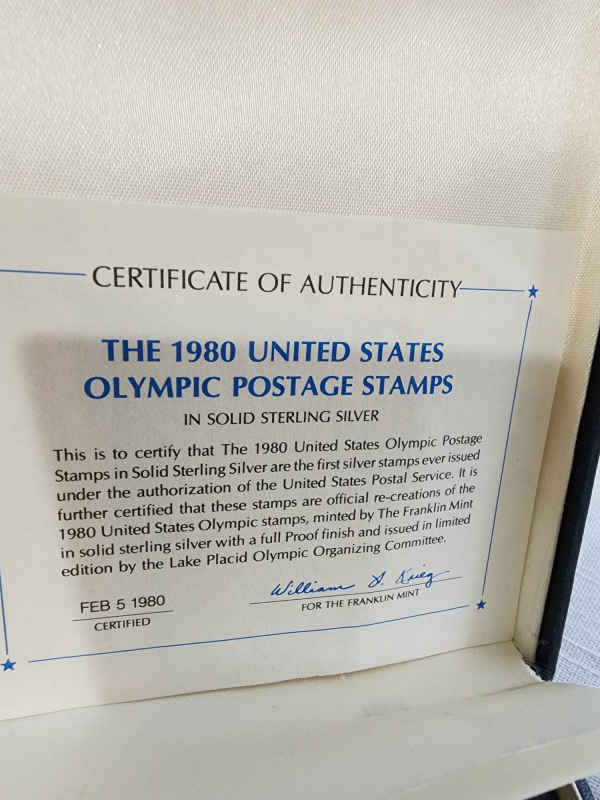 CERTIFICATE OF AUTHENTICITY
THE 1980 UNITED STATES
OLYMPIC POSTAGE STAMPS
IN SOLID STERLING SILVER
This is to certify that The 1980 United States Olympic Postage
Stamps in Solid Sterling Silver are the first silver stamps ever issued
under the authorization of the United States Postal Service. It is
further certified that these stamps are official re-creations of the
1980 United States Olympic stamps, minted by The Franklin Mint
in solid sterling silver with a full Proof finish and issued in limited
edition by the Lake Placid Olympic Organizing Committee.
William A. Krieg
FEB 5 1980
CERTIFIED
FOR THE FRANKLIN MINT